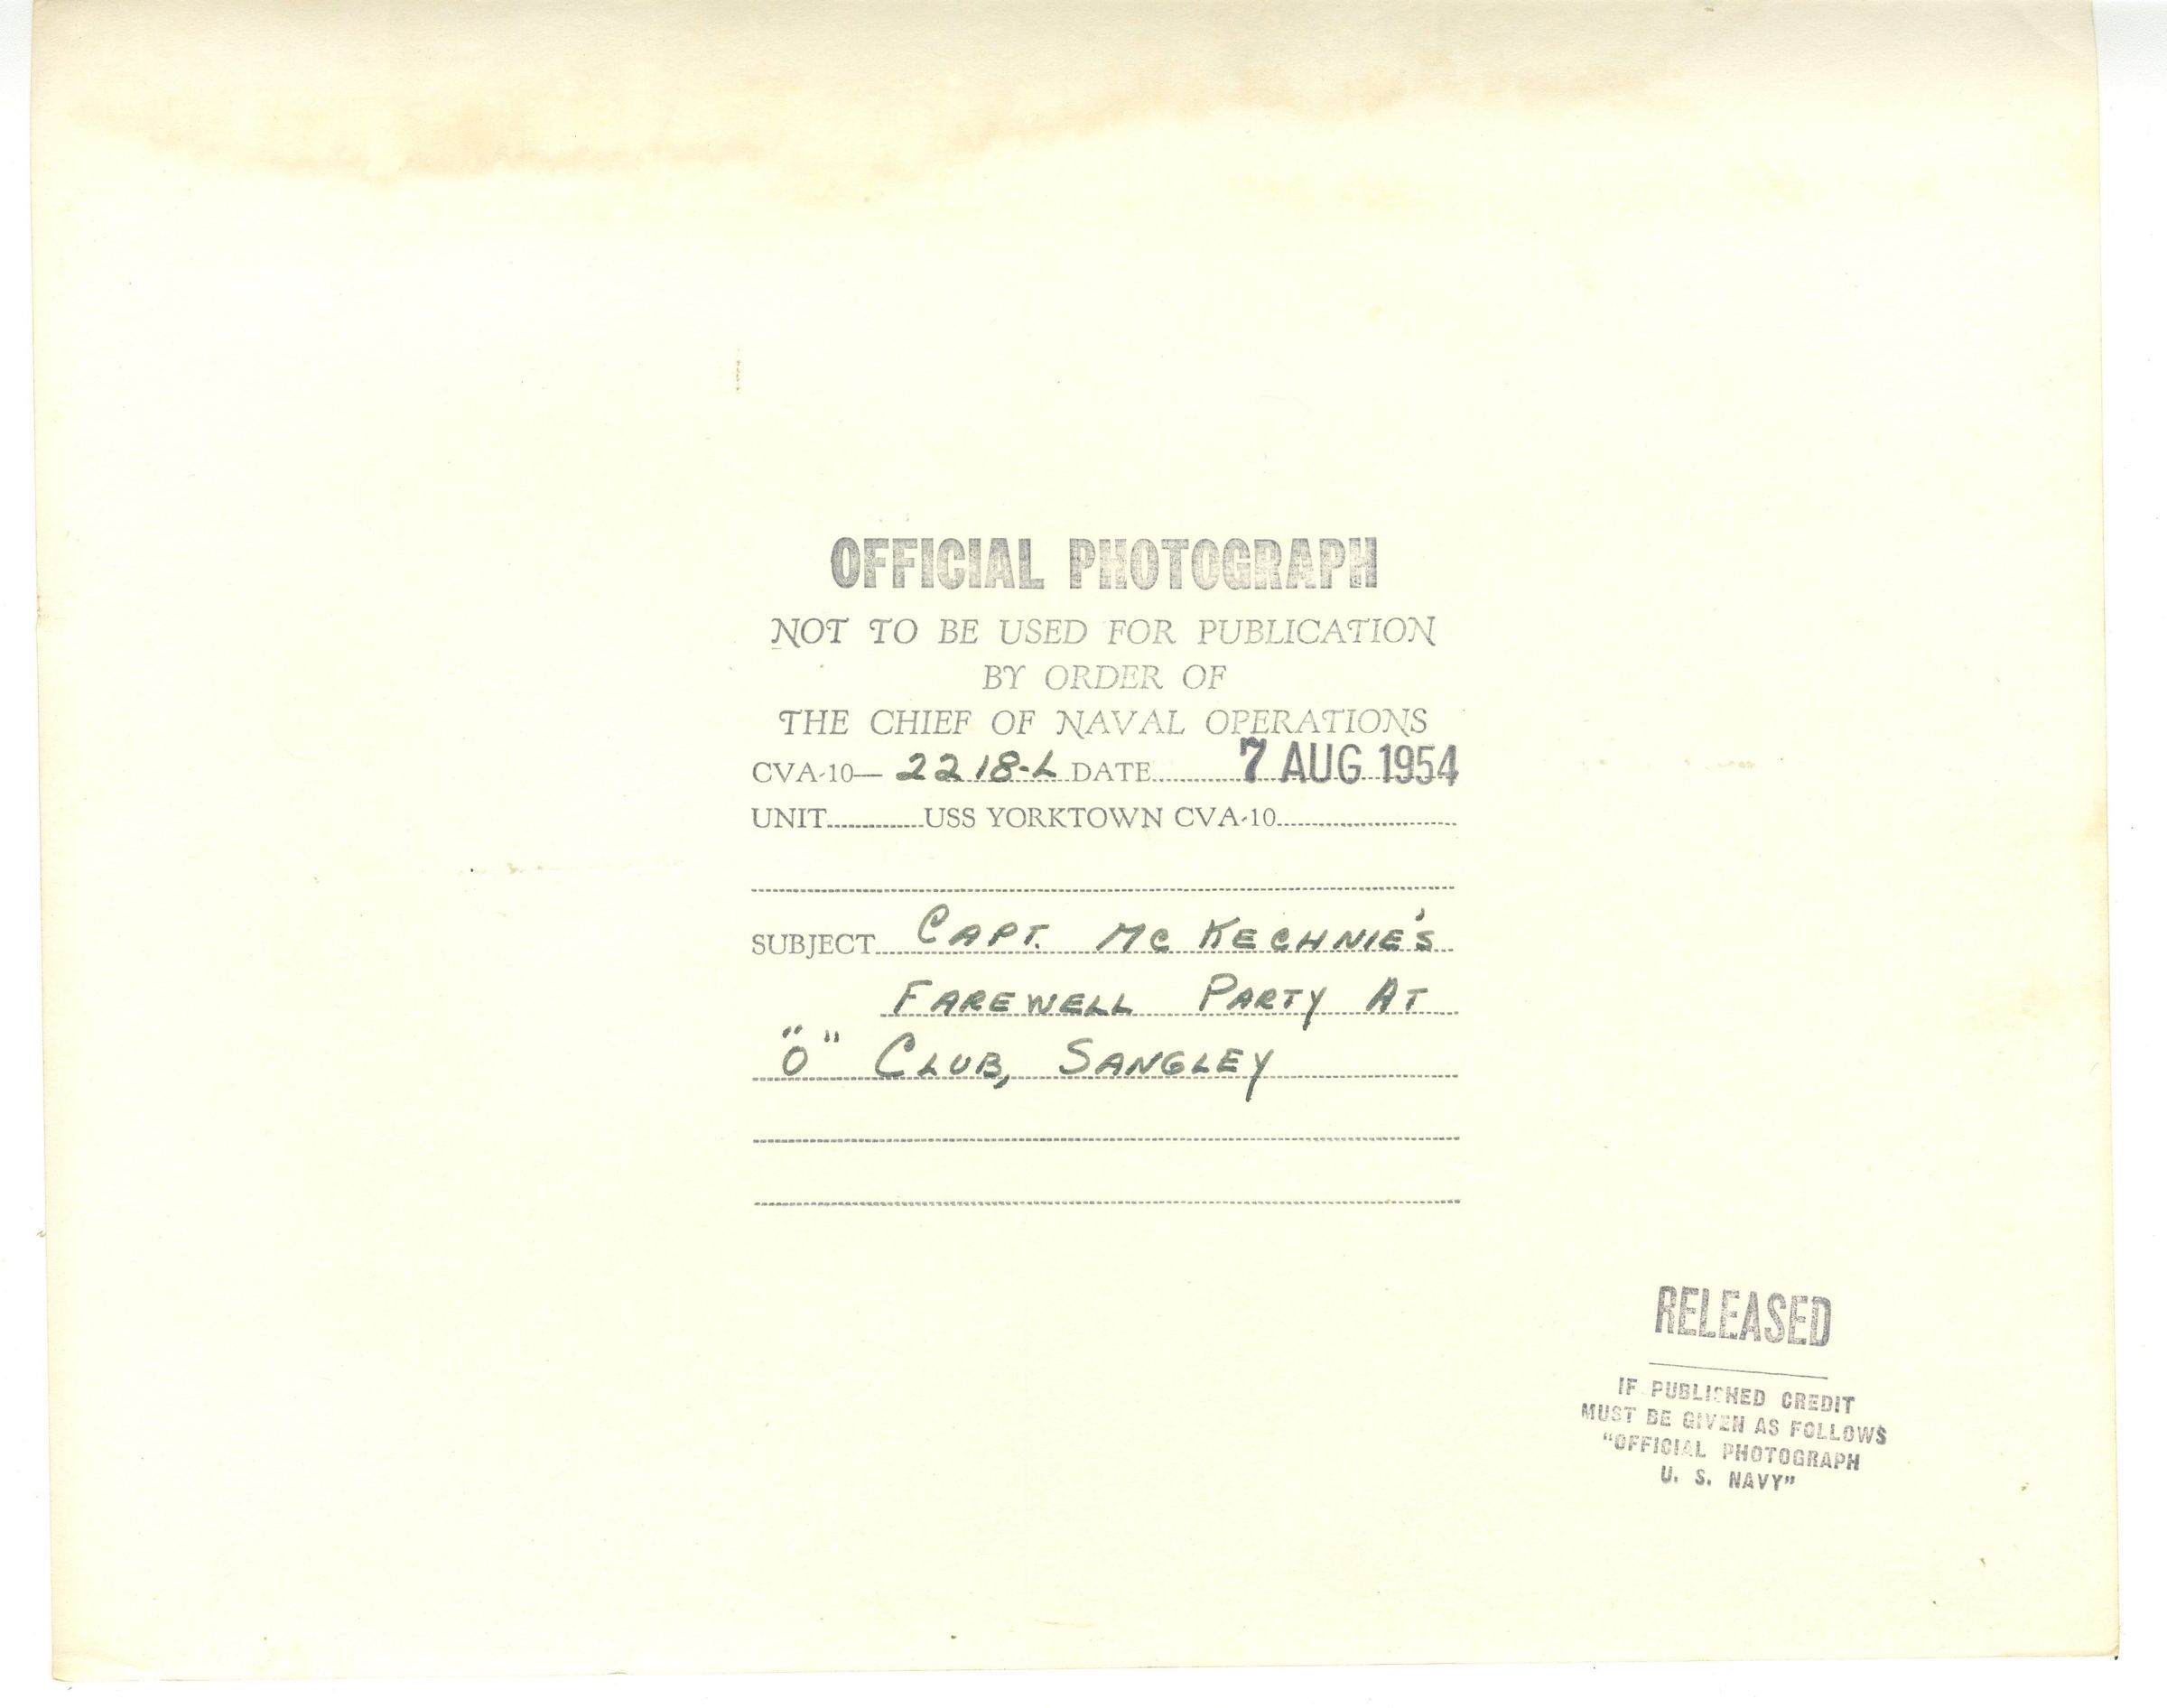 OFFICIAL PHOTOGRAPH
NOT TO BE USED FOR PUBLICATION
BY ORDER OF
THE CHIEF OF NAVAL OPERATIONS
CVA-10— 2218-L DATE 7 AUG 1954
UNIT USS YORKTOWN CVA-10
SUBJECT CAPT. MC KECHNIE'S
FAREWELL PARTY AT
"O" CLUB, SANGLEY
RELEASED
IF PUBLISHED CREDIT
MUST BE GIVEN AS FOLLOWS
"OFFICIAL PHOTOGRAPH
U. S. NAVY"